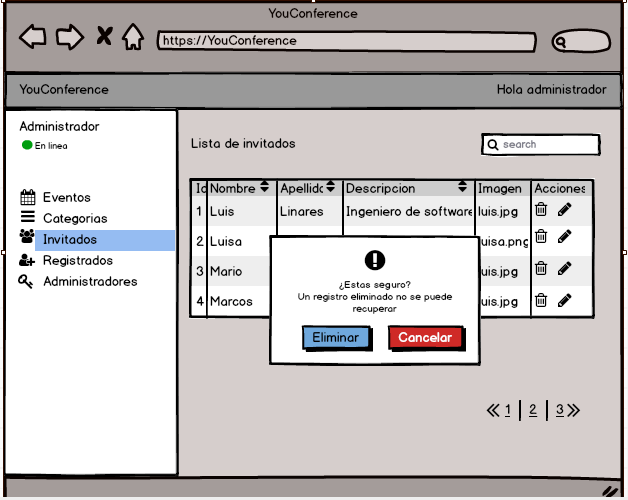 YouConference
https://YouConference
YouConference
Hola administrador
Administrador
En linea
Eventos
Categorias
Invitados
Registrados
Administradores
Lista de invitados
search
Id Nombre Apellido Descripcion Imagen Acciones
1 Luis Linares Ingeniero de software luis.jpg
2 Luisa luisa.png
3 Mario luis.jpg
4 Marcos luis.jpg
¿Estas seguro?
Un registro eliminado no se puede
recuperar
Eliminar Cancelar
1 2 3